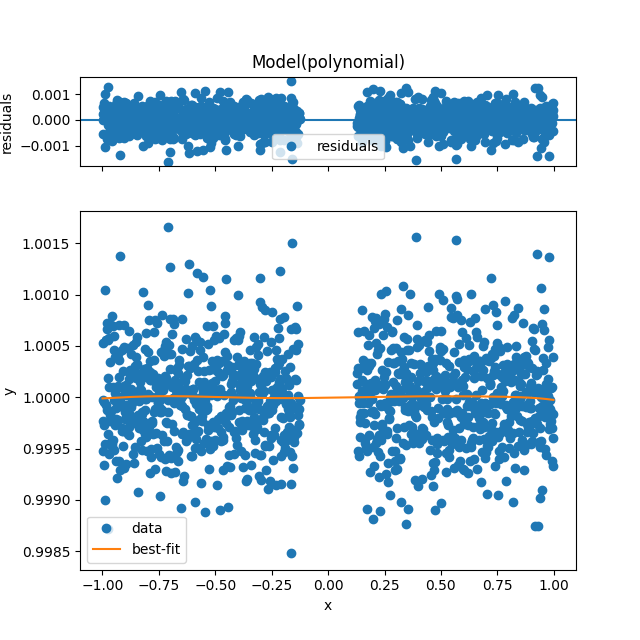 Model(polynomial)
residuals
0.001
0.000
−0.001
residuals
y
1.0015
1.0010
1.0005
1.0000
0.9995
0.9990
0.9985
data
best-fit
−1.00 −0.75 −0.50 −0.25 0.00 0.25 0.50 0.75 1.00
x